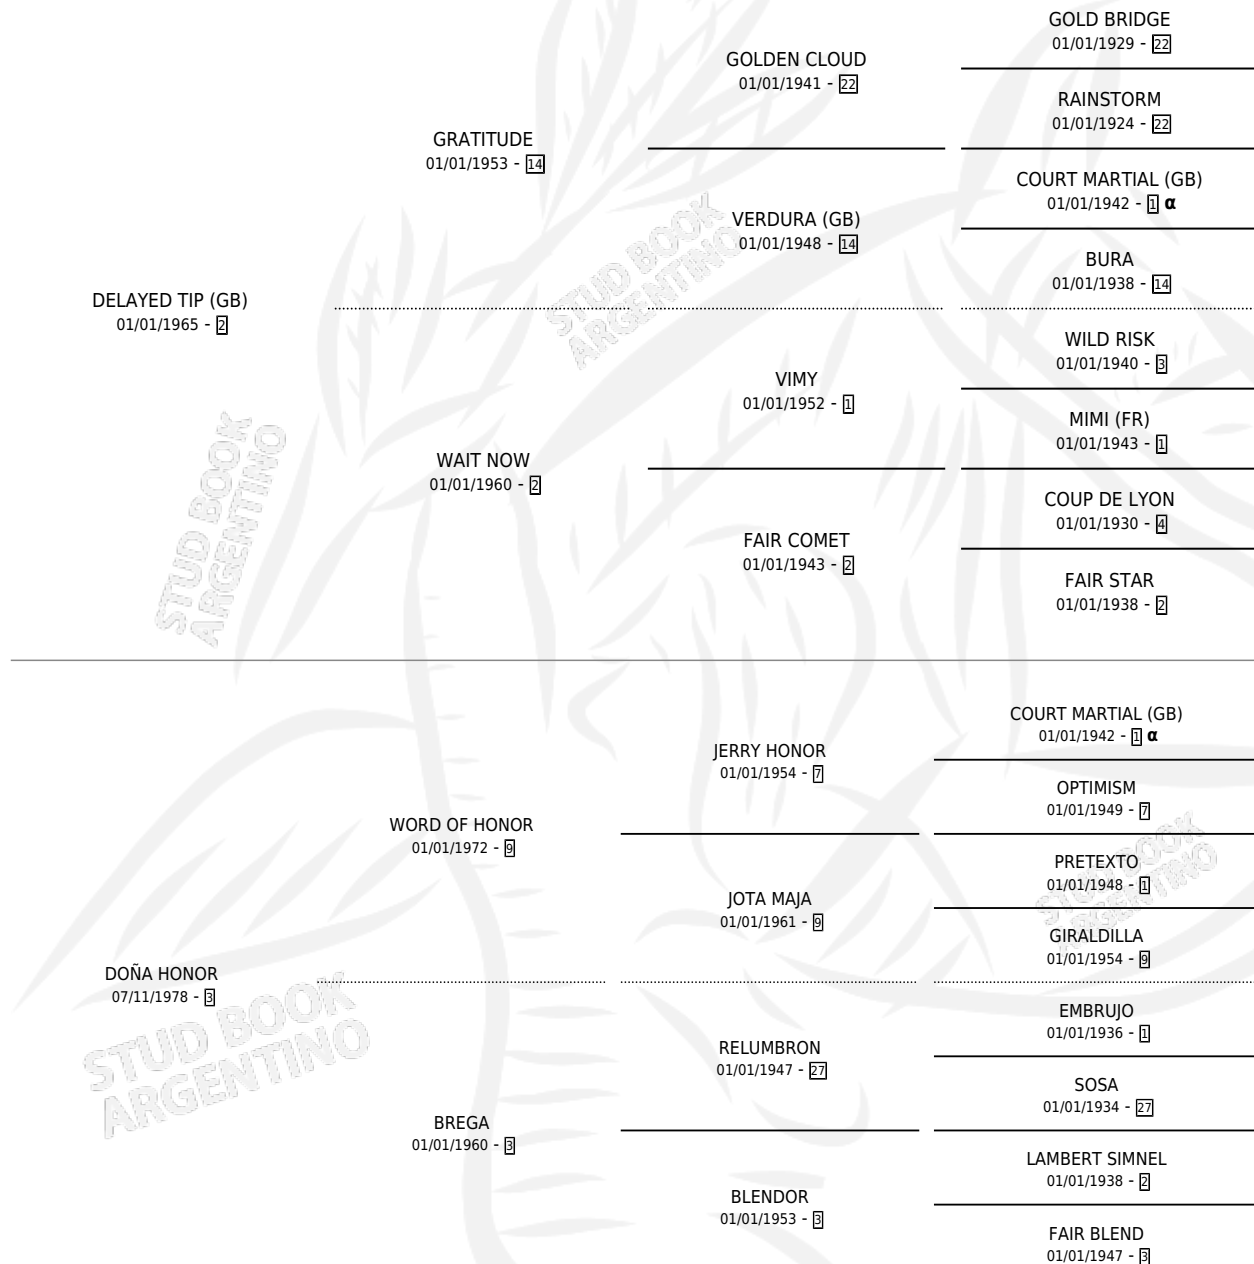 GOLD BRIDGE
01/01/1929 - 22
GOLDEN CLOUD
01/01/1941 - 22
RAINSTORM
01/01/1924 - 22
GRATITUDE
01/01/1953 - 14
COURT MARTIAL (GB)
01/01/1942 - 1 α
VERDURA (GB)
01/01/1948 - 14
BURA
01/01/1938 - 14
DELAYED TIP (GB)
01/01/1965 - 2
WILD RISK
01/01/1940 - 3
VIMY
01/01/1952 - 1
MIMI (FR)
01/01/1943 - 1
WAIT NOW
01/01/1960 - 2
COUP DE LYON
01/01/1930 - 4
FAIR COMET
01/01/1943 - 2
FAIR STAR
01/01/1938 - 2
STUD BOOK
ARGENTINO
STUD BOOK
ARGENTINO
COURT MARTIAL (GB)
01/01/1942 - 1 α
JERRY HONOR
01/01/1954 - 7
OPTIMISM
01/01/1949 - 7
WORD OF HONOR
01/01/1972 - 9
PRETEXTO
01/01/1948 - 1
JOTA MAJA
01/01/1961 - 9
GIRALDILLA
01/01/1954 - 9
DOÑA HONOR
07/11/1978 - 3
EMBRUJO
01/01/1936 - 1
RELUMBRON
01/01/1947 - 27
SOSA
01/01/1934 - 27
BREGA
01/01/1960 - 3
LAMBERT SIMNEL
01/01/1938 - 2
BLENDOR
01/01/1953 - 3
FAIR BLEND
01/01/1947 - 3
STUD BOOK
ARGENTINO
STUD BOOK
ARGENTINO